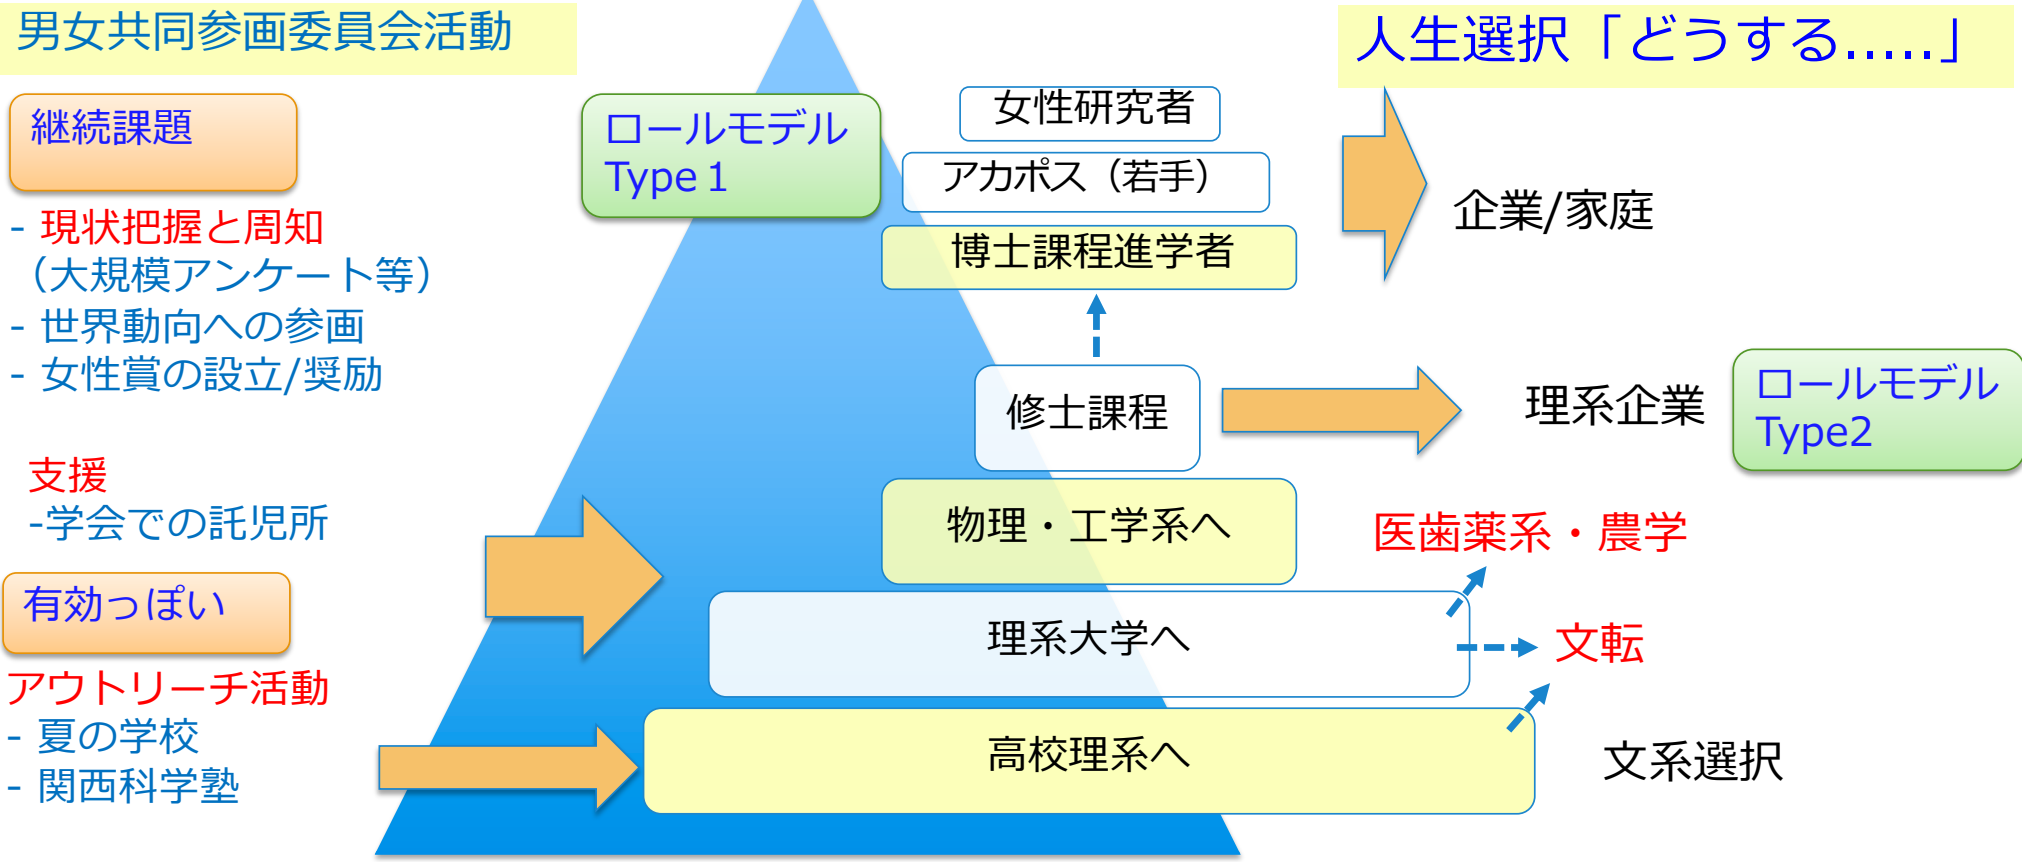 男女共同参画委員会活動
継続課題
- 現状把握と周知
（大規模アンケート等）
- 世界動向への参画
- 女性賞の設立/奨励
支援
-学会での託児所
有効っぽい
アウトリーチ活動
- 夏の学校
- 関西科学塾
ロールモデル
Type 1
女性研究者
アカポス（若手）
博士課程進学者
修士課程
物理・工学系へ
理系大学へ
高校理系へ
人生選択「どうする.....」
企業/家庭
理系企業
ロールモデル
Type2
医歯薬系・農学
文転
文系選択